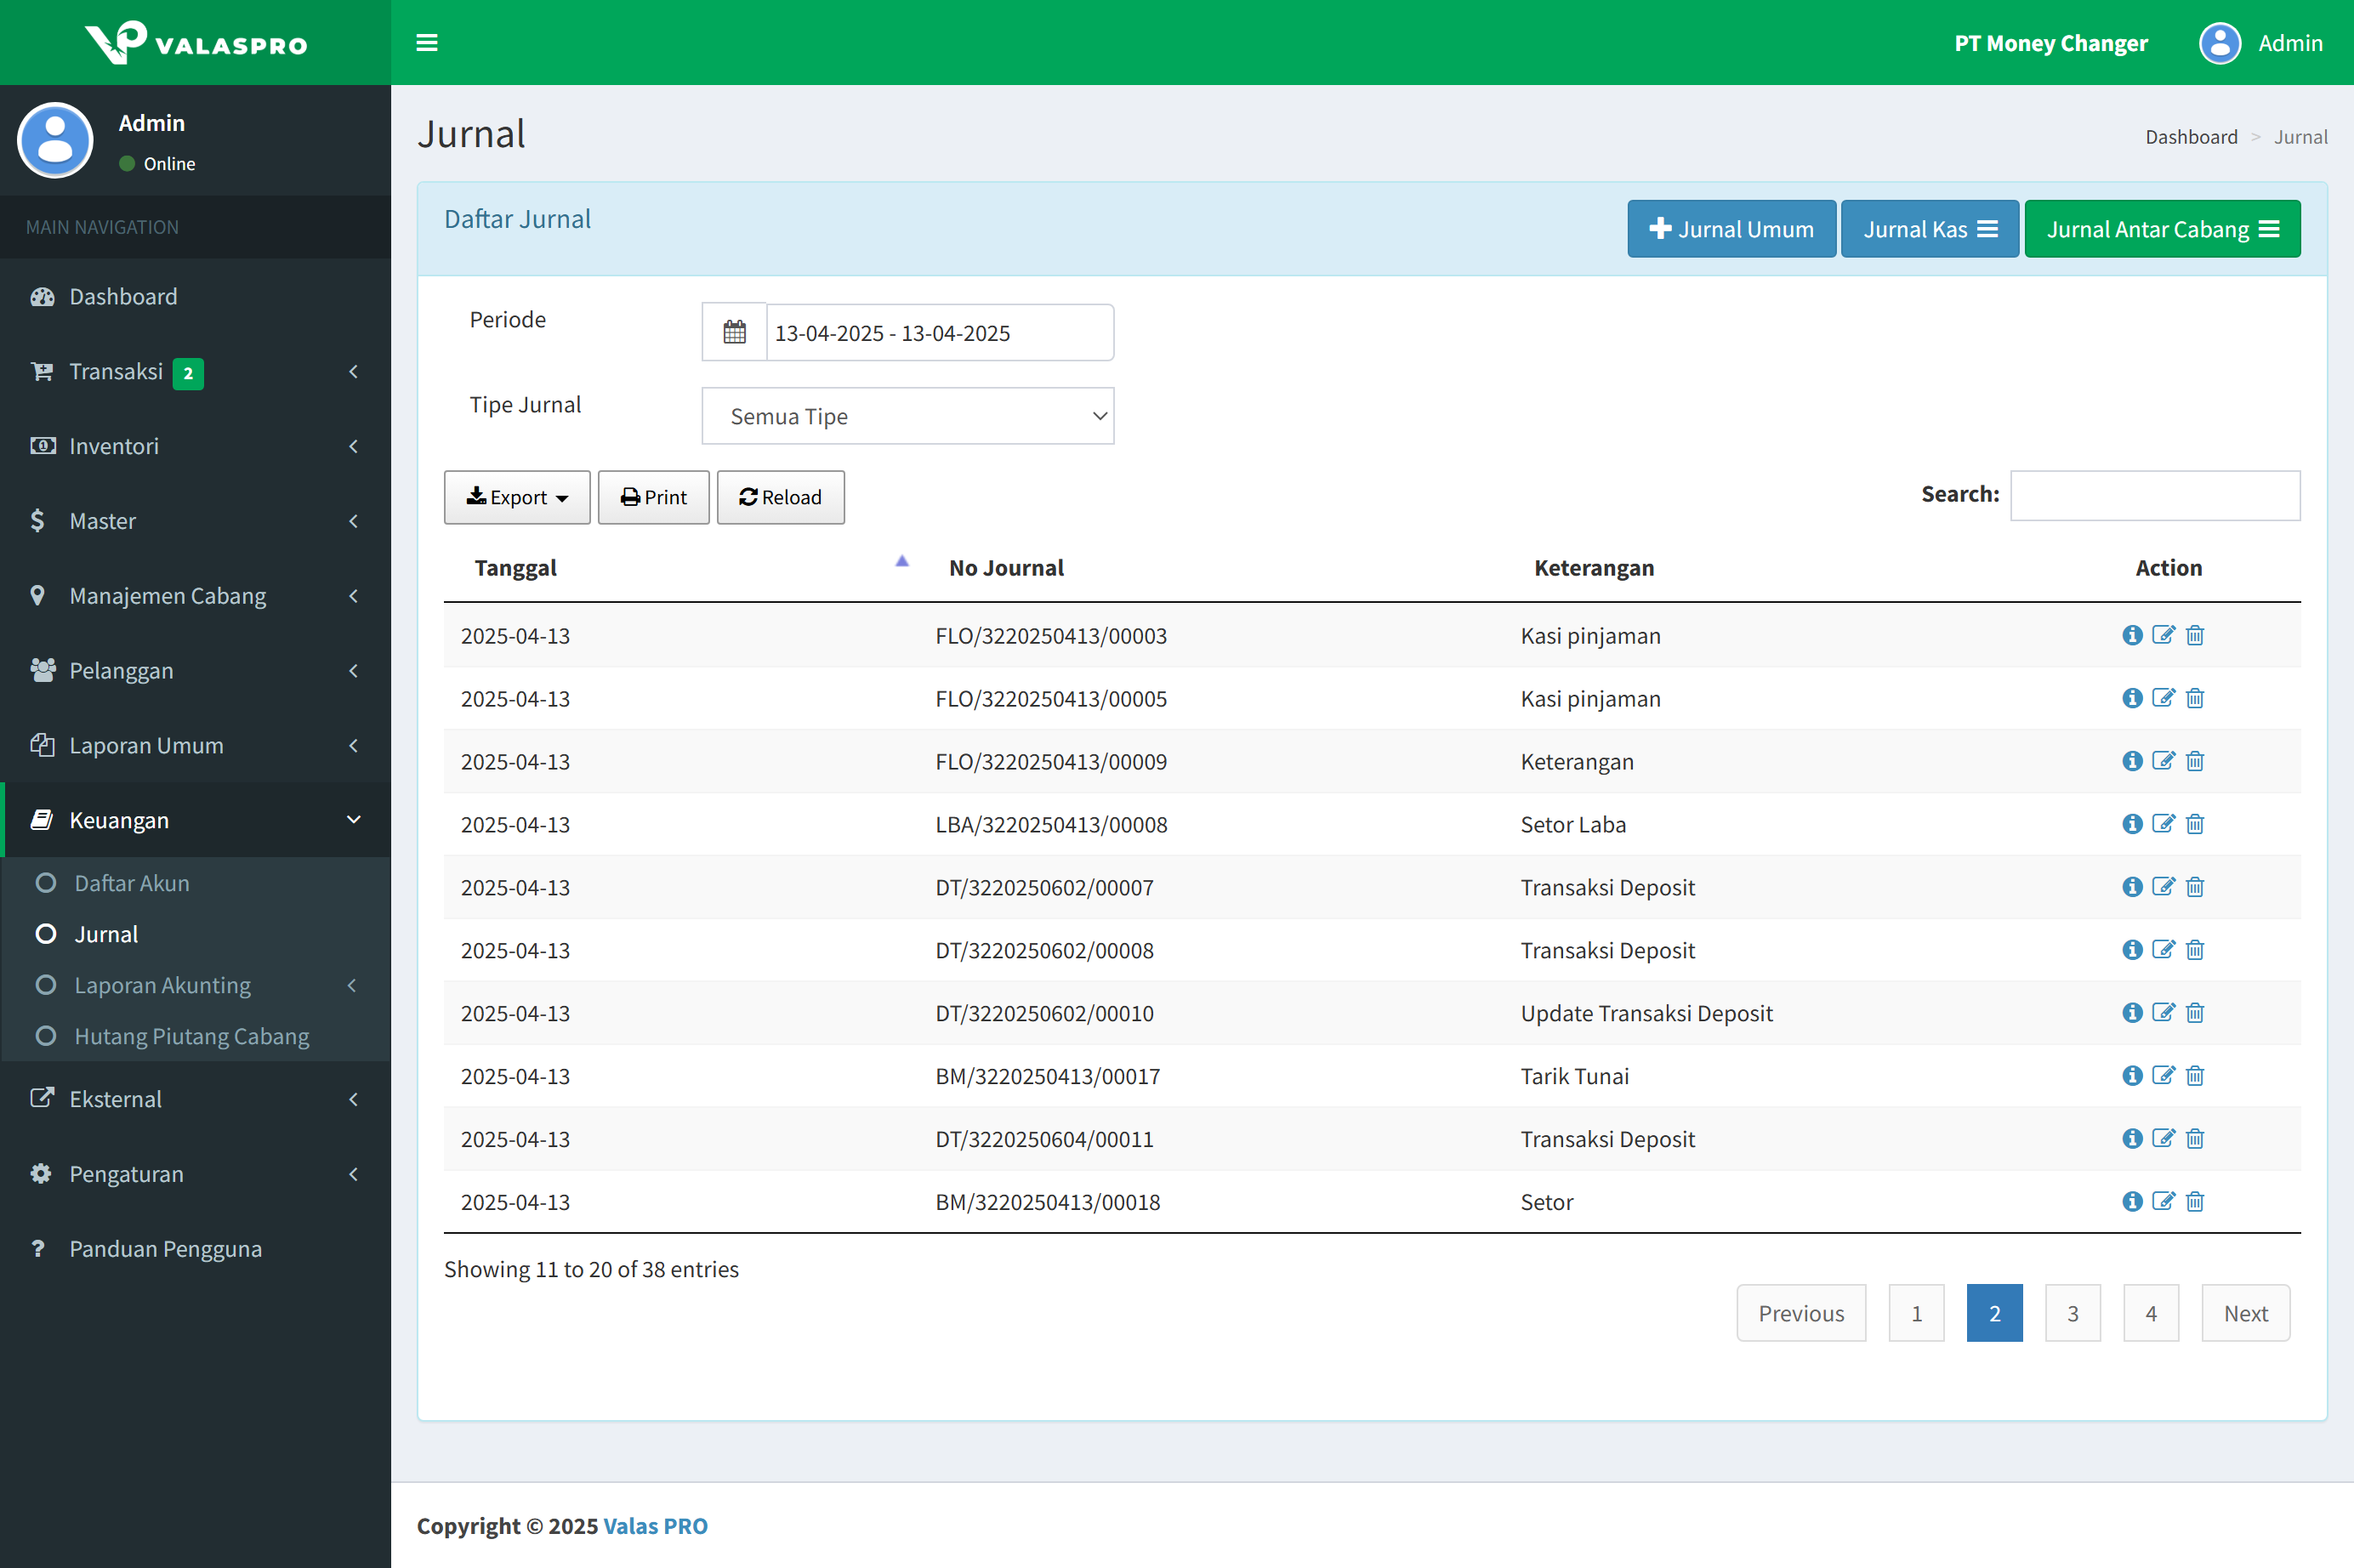 VALASPRO
PT Money Changer Admin
Admin
Online
MAIN NAVIGATION
Dashboard
Transaksi 2
Inventori
Master
Manajemen Cabang
Pelanggan
Laporan Umum
Keuangan
Daftar Akun
Jurnal
Laporan Akunting
Hutang Piutang Cabang
Eksternal
Pengaturan
Panduan Pengguna
Jurnal
Dashboard > Jurnal
Daftar Jurnal
Jurnal Umum Jurnal Kas Jurnal Antar Cabang
Periode 13-04-2025 - 13-04-2025
Tipe Jurnal Semua Tipe
Export Print Reload Search:
Tanggal No Journal Keterangan Action
2025-04-13 FLO/3220250413/00003 Kasi pinjaman
2025-04-13 FLO/3220250413/00005 Kasi pinjaman
2025-04-13 FLO/3220250413/00009 Keterangan
2025-04-13 LBA/3220250413/00008 Setor Laba
2025-04-13 DT/3220250602/00007 Transaksi Deposit
2025-04-13 DT/3220250602/00008 Transaksi Deposit
2025-04-13 DT/3220250602/00010 Update Transaksi Deposit
2025-04-13 BM/3220250413/00017 Tarik Tunai
2025-04-13 DT/3220250604/00011 Transaksi Deposit
2025-04-13 BM/3220250413/00018 Setor
Showing 11 to 20 of 38 entries
Previous 1 2 3 4 Next
Copyright © 2025 Valas PRO